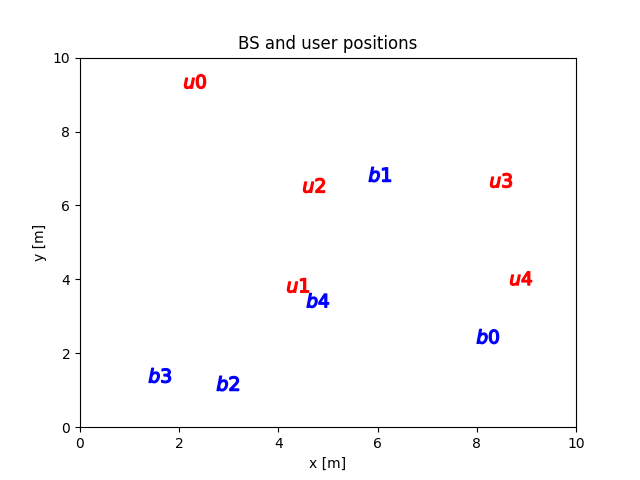 BS and user positions
10
u0
8
b1
u3
u2
6
y [m]
4
u4
u1
b4
b0
2
b3
b2
0
0 2 4 6 8 10
x [m]